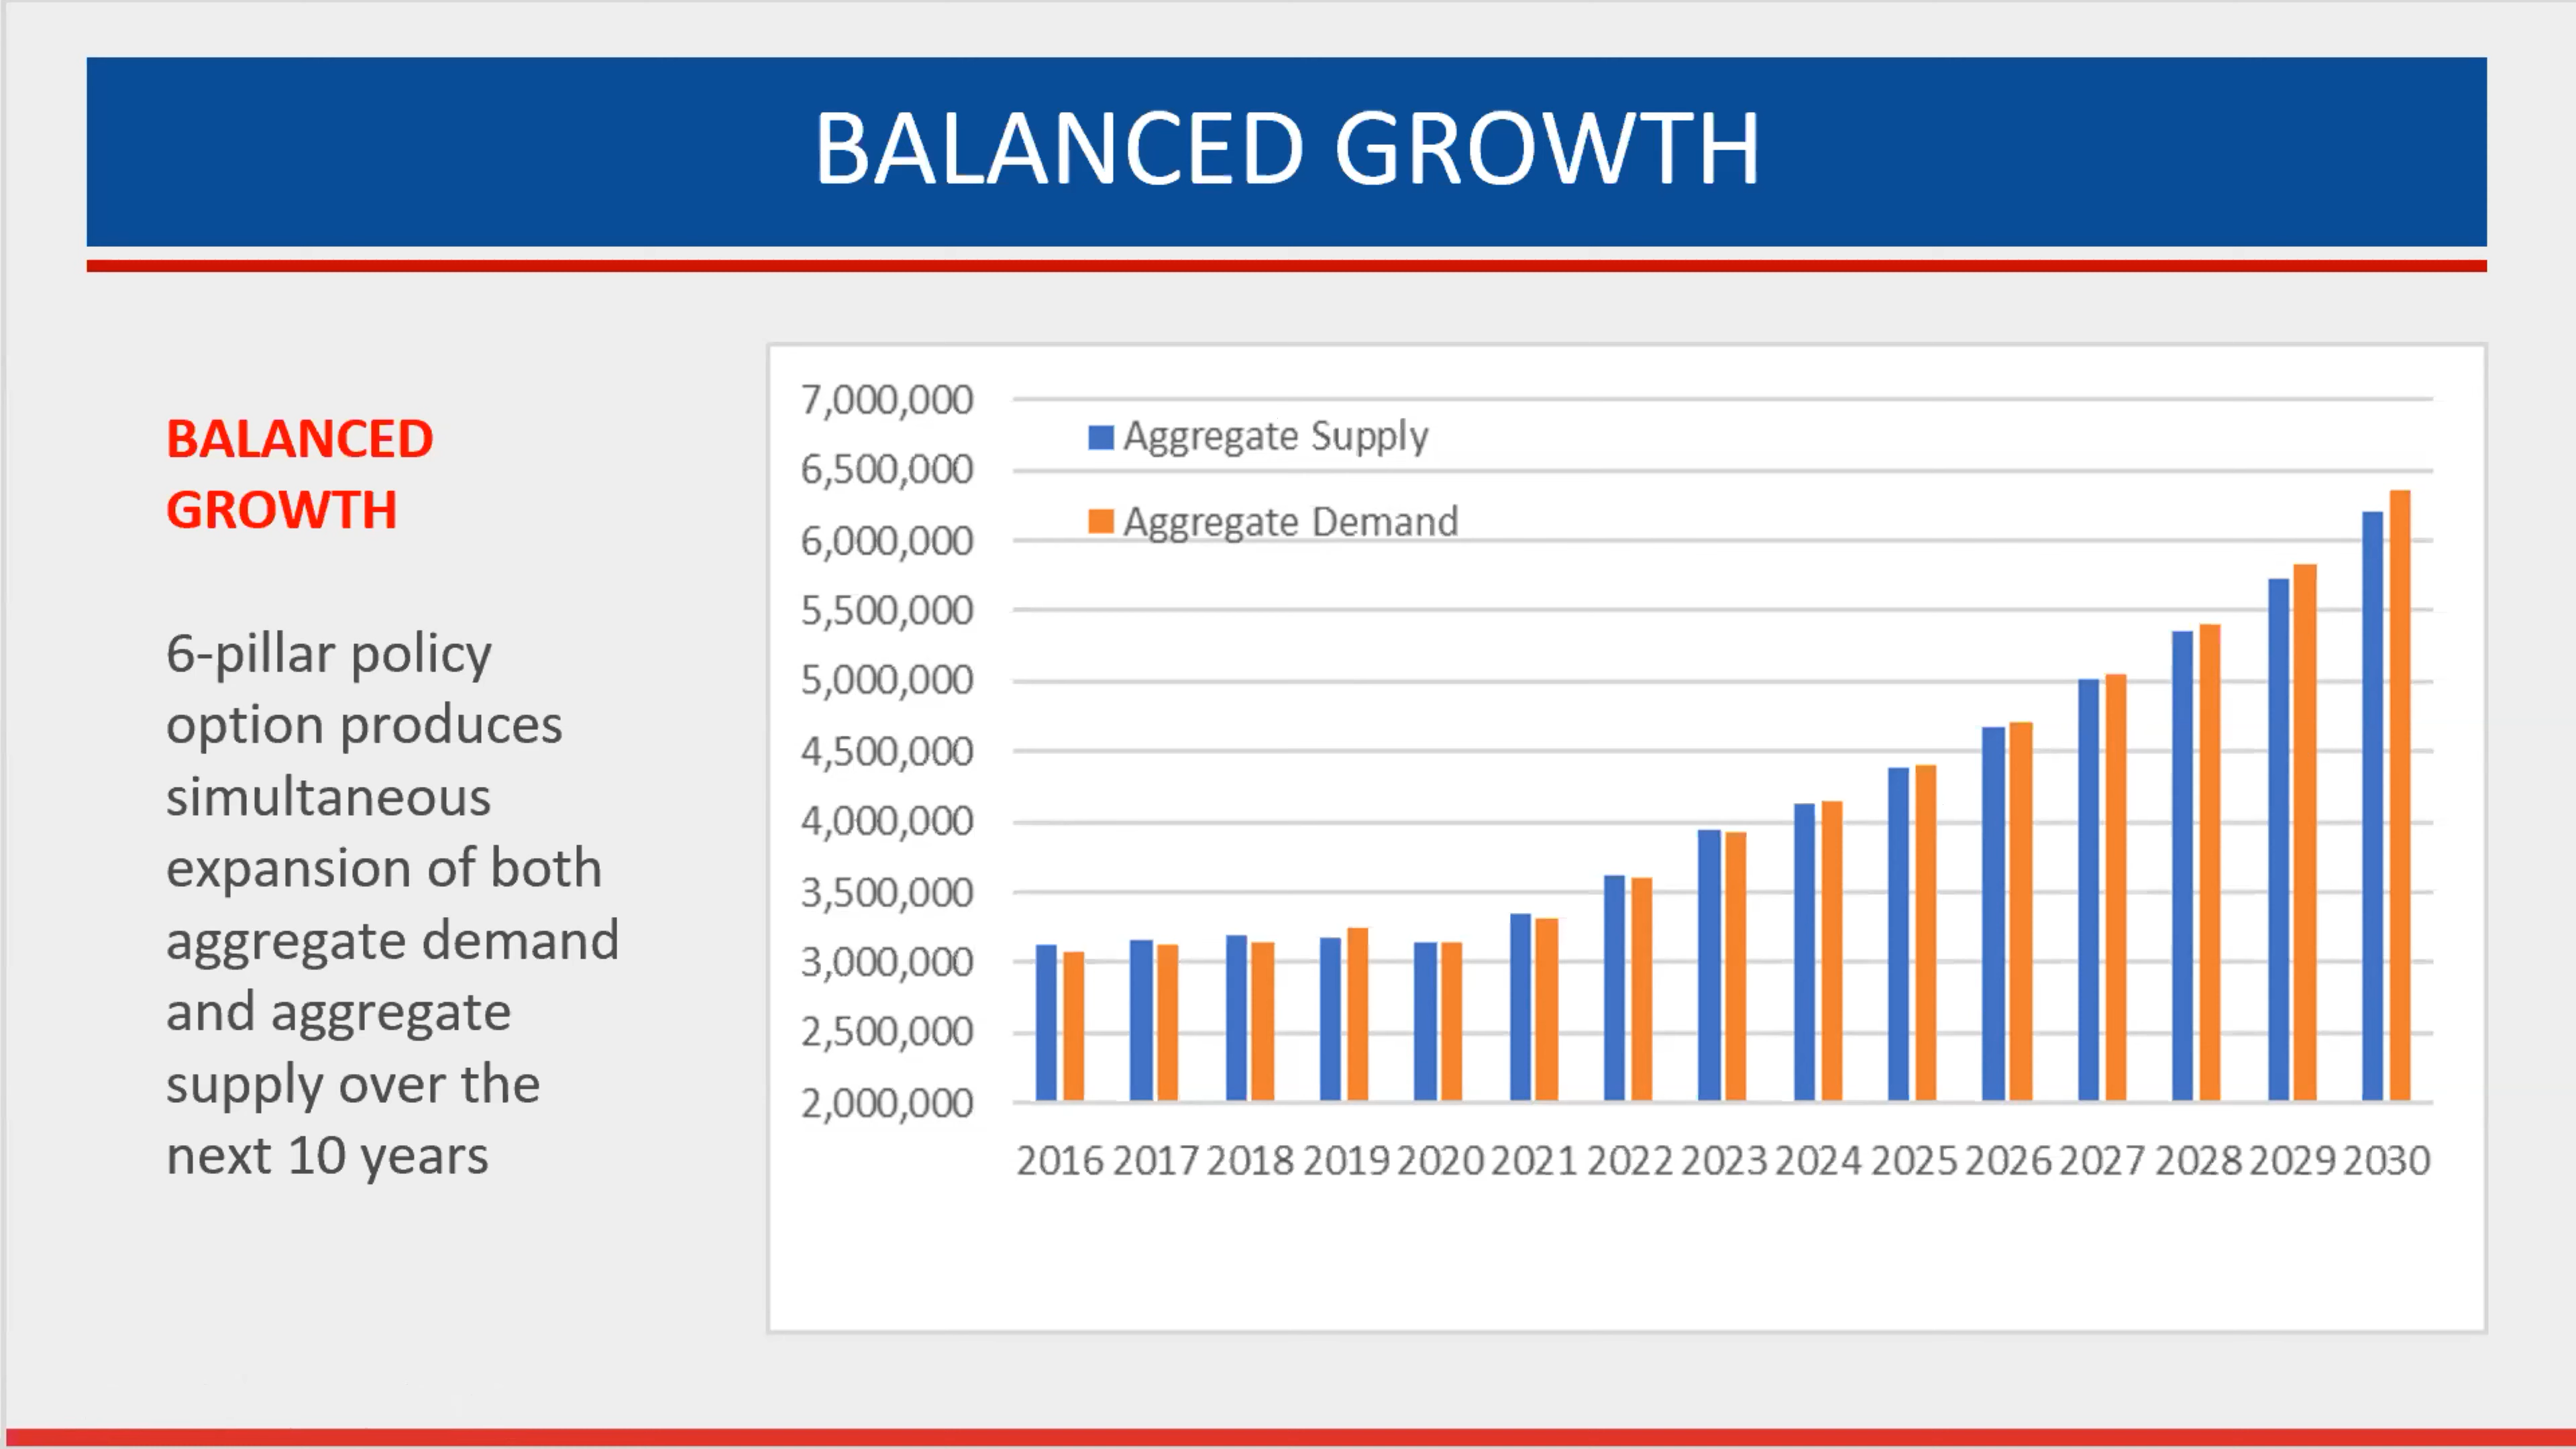 BALANCED GROWTH
BALANCED
GROWTH
6-pillar policy
option produces
simultaneous
expansion of both
aggregate demand
and aggregate
supply over the
next 10 years
7,000,000
6,500,000
6,000,000
5,500,000
5,000,000
4,500,000
4,000,000
3,500,000
3,000,000
2,500,000
2,000,000
Aggregate Supply
Aggregate Demand
2016 2017 2018 2019 2020 2021 2022 2023 2024 2025 2026 2027 2028 2029 2030